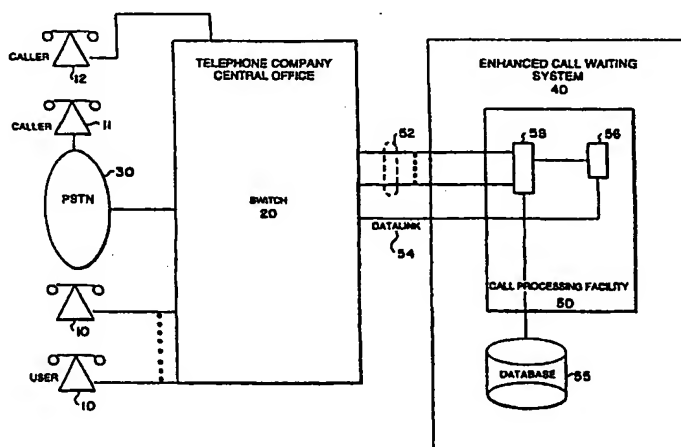 CALLER
12
CALLER
11
30
PSTN
10
USER
10
TELEPHONE COMPANY
CENTRAL OFFICE
SWITCH
20
52
DATALINK
54
ENHANCED CALL WAITING
SYSTEM
40
58
56
CALL PROCESSING FACILITY
50
DATABASE
55